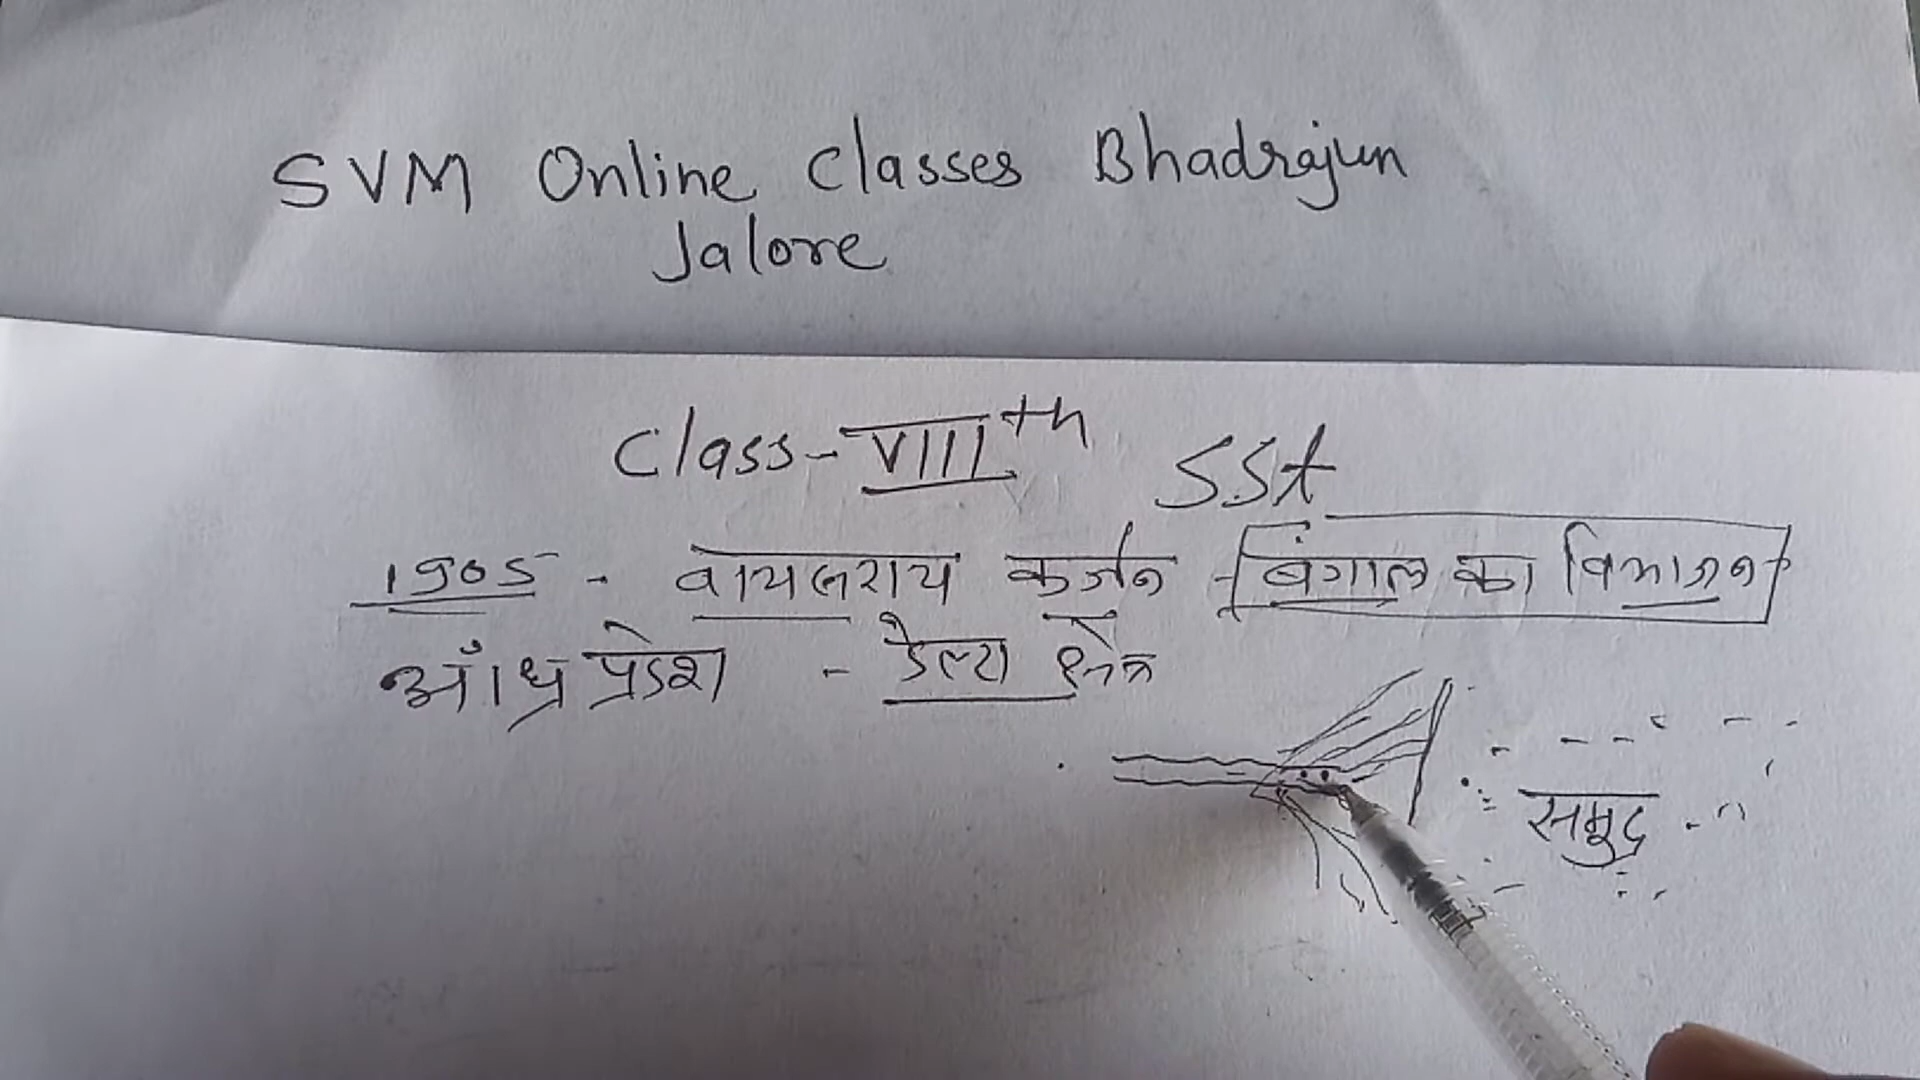 SVM Online Classes Bhadrajun
Jalore
Class-VIIIth SSt
1905 - वायसराय कर्जन - बंगाल का विभाजन
आँध्र प्रदेश - डेल्टा क्षेत्र
समुद्र